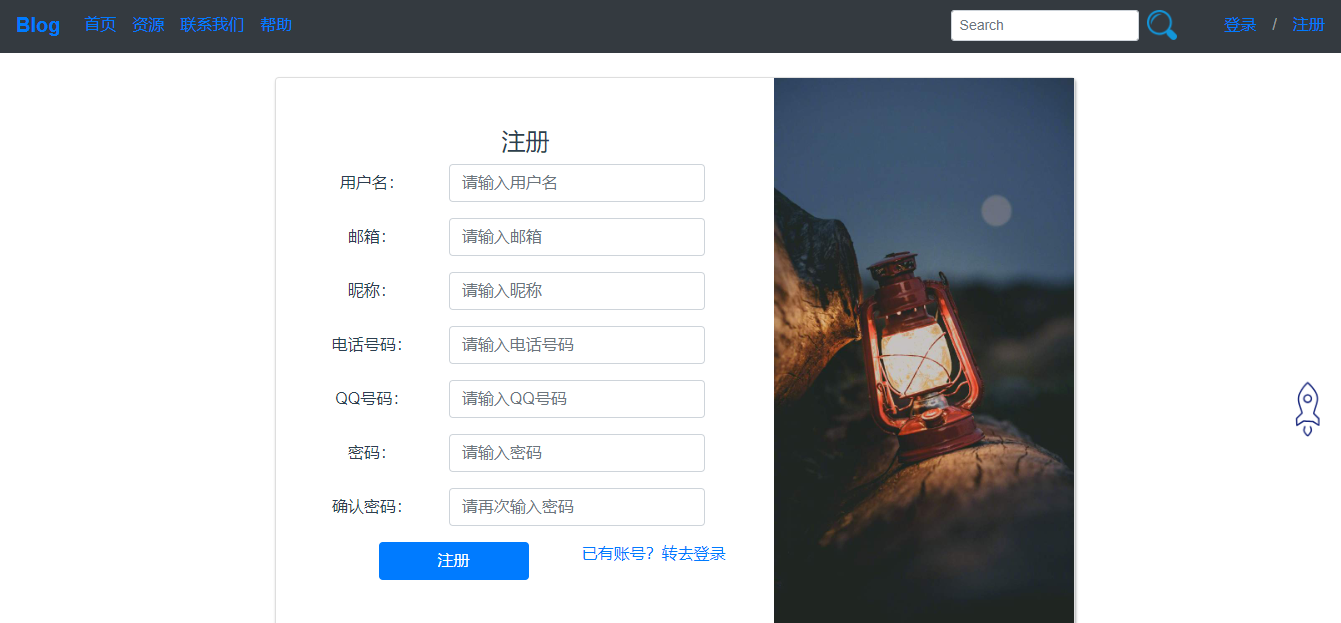 Blog 首页 资源 联系我们 帮助 Search 登录 / 注册
注册
用户名： 请输入用户名
邮箱： 请输入邮箱
昵称： 请输入昵称
电话号码： 请输入电话号码
QQ号码： 请输入QQ号码
密码： 请输入密码
确认密码： 请再次输入密码
注册 已有账号？转去登录